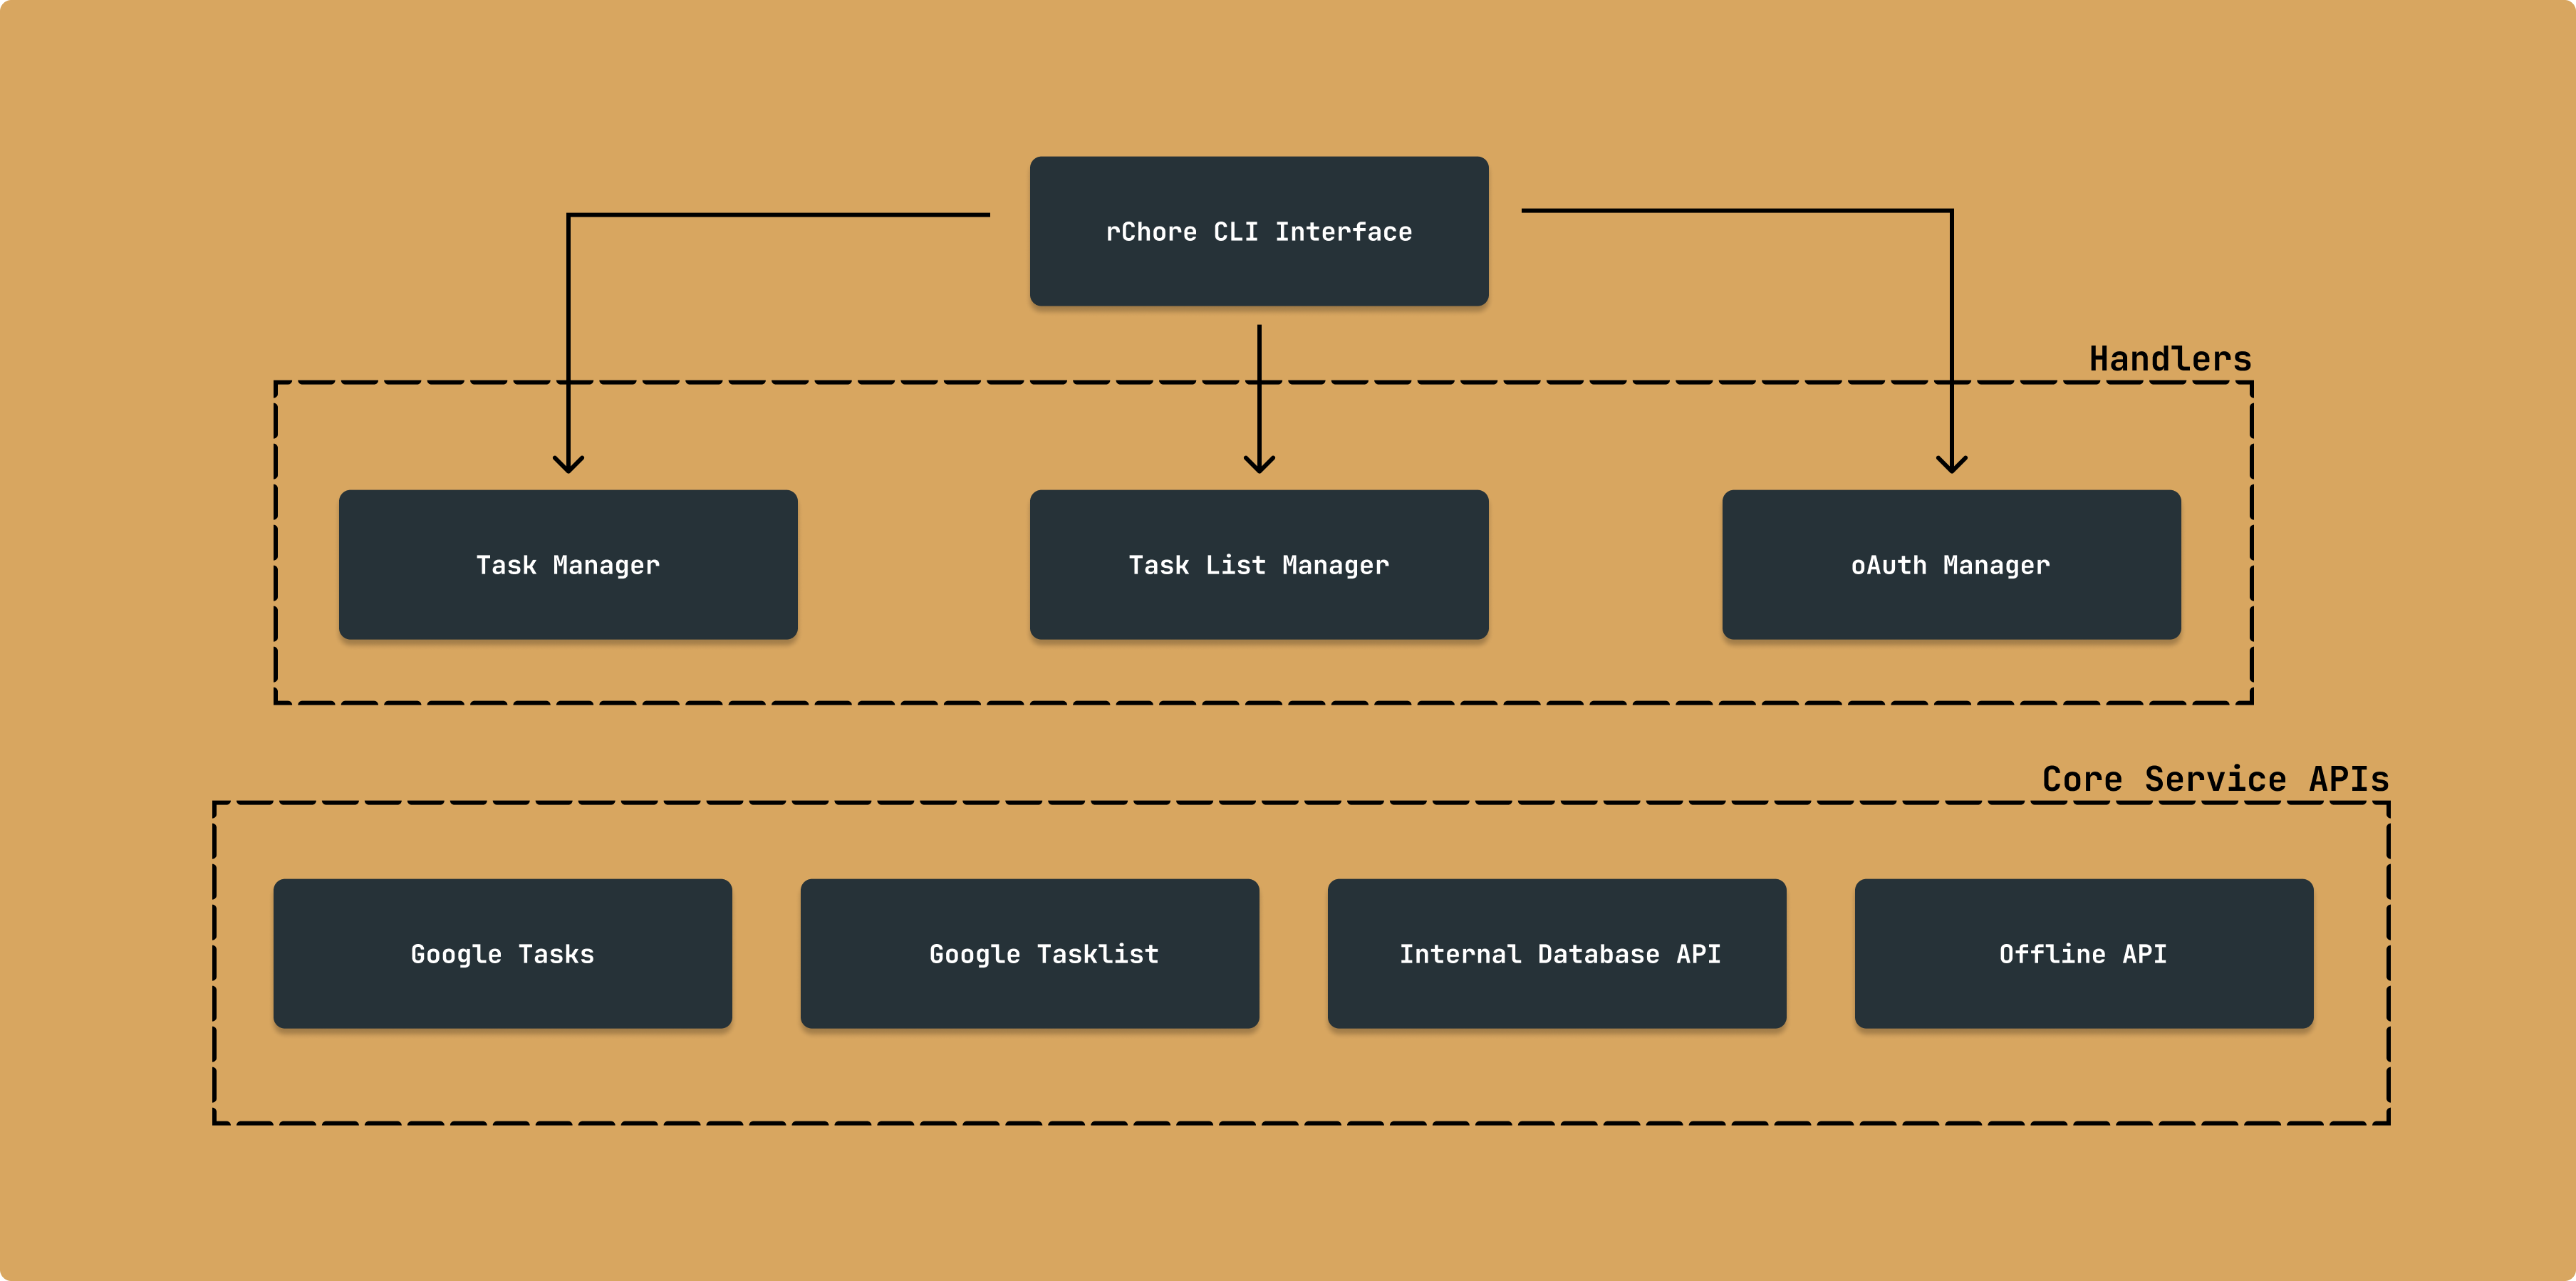 rChore CLI Interface
Handlers
Task Manager
Task List Manager
oAuth Manager
Core Service APIs
Google Tasks
Google Tasklist
Internal Database API
Offline API